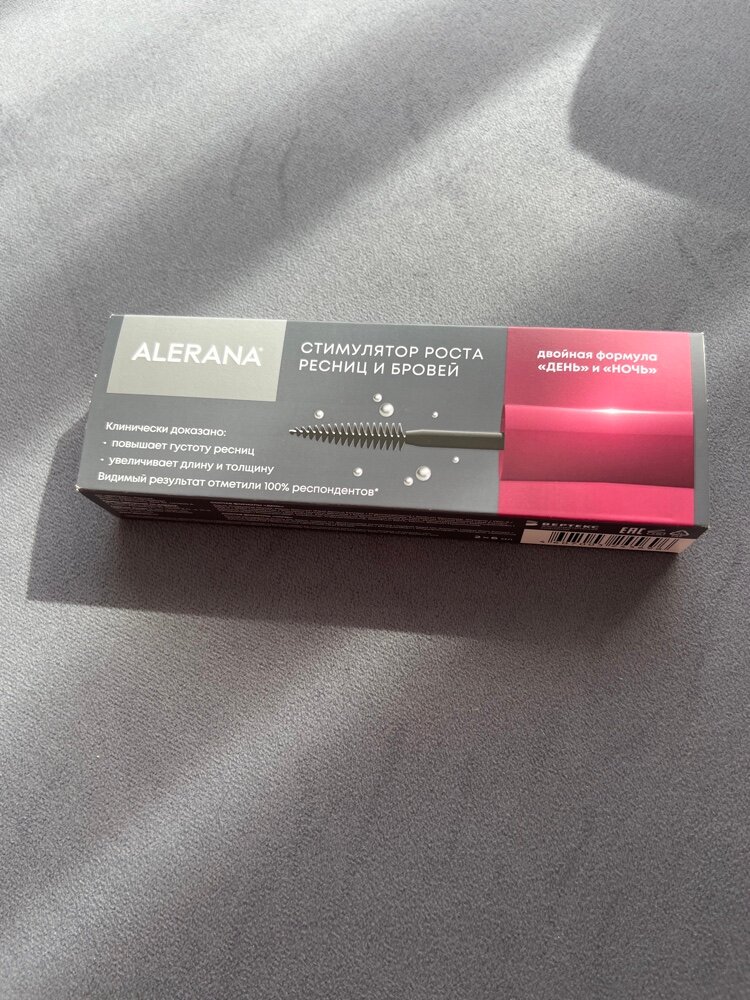 ALERANA®
СТИМУЛЯТОР РОСТА
РЕСНИЦ И БРОВЕЙ
двойная формула
«ДЕНЬ» и «НОЧЬ»
Клинически доказано:
- повышает густоту ресниц
- увеличивает длину и толщину
Видимый результат отметили 100% респондентов*
ВЕРТЕКС
EAC